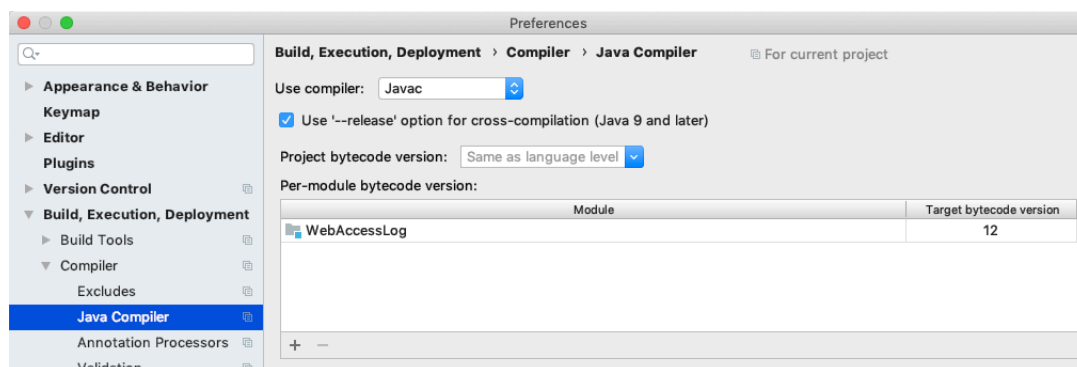 Preferences
Build, Execution, Deployment › Compiler › Java Compiler For current project
Appearance & Behavior
Keymap
Editor
Plugins
Version Control
Build, Execution, Deployment
Build Tools
Compiler
Excludes
Java Compiler
Annotation Processors
Validation
Use compiler: Javac
Use '--release' option for cross-compilation (Java 9 and later)
Project bytecode version: Same as language level
Per-module bytecode version:
Module Target bytecode version
WebAccessLog 12